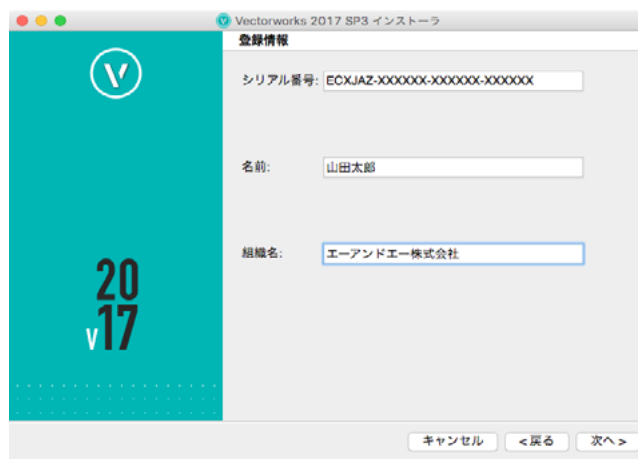 Vectorworks 2017 SP3 インストーラ
登録情報
シリアル番号: ECXJAZ-XXXXXX-XXXXXX-XXXXXX
名前: 山田太郎
組織名: エーアンドエー株式会社
20
v17
キャンセル <戻る 次へ >